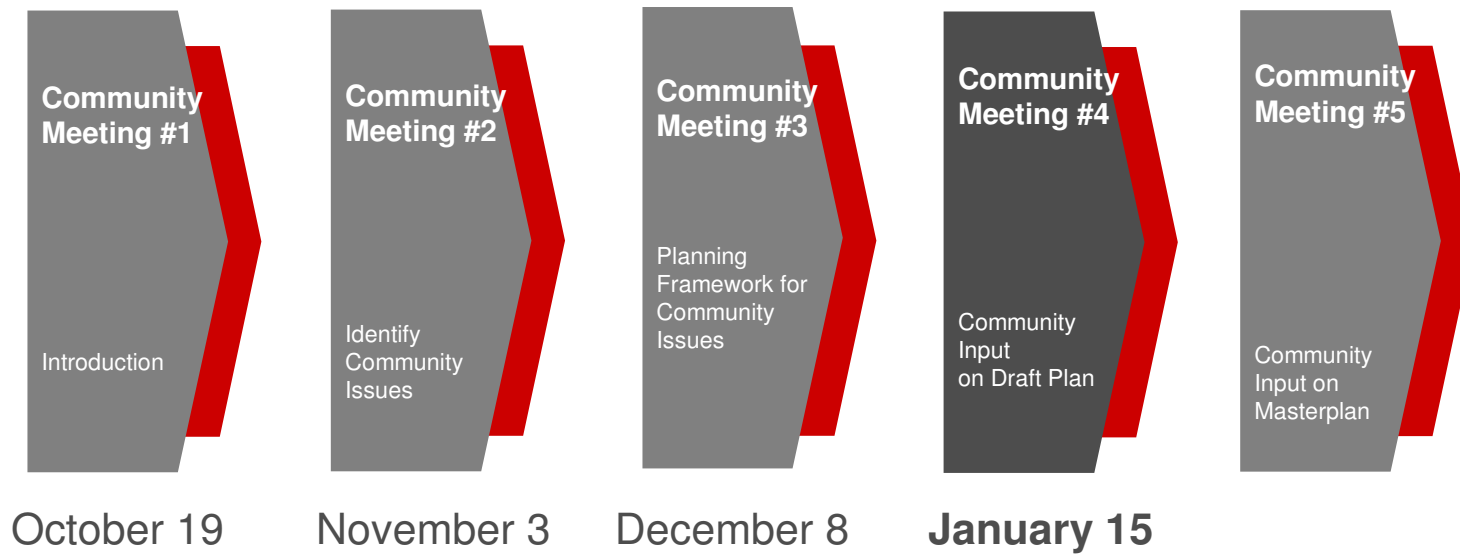 Community
Meeting #1
Introduction
Community
Meeting #2
Identify
Community
Issues
Community
Meeting #3
Planning
Framework for
Community
Issues
Community
Meeting #4
Community
Input
on Draft Plan
Community
Meeting #5
Community
Input on
Masterplan
October 19
November 3
December 8
January 15